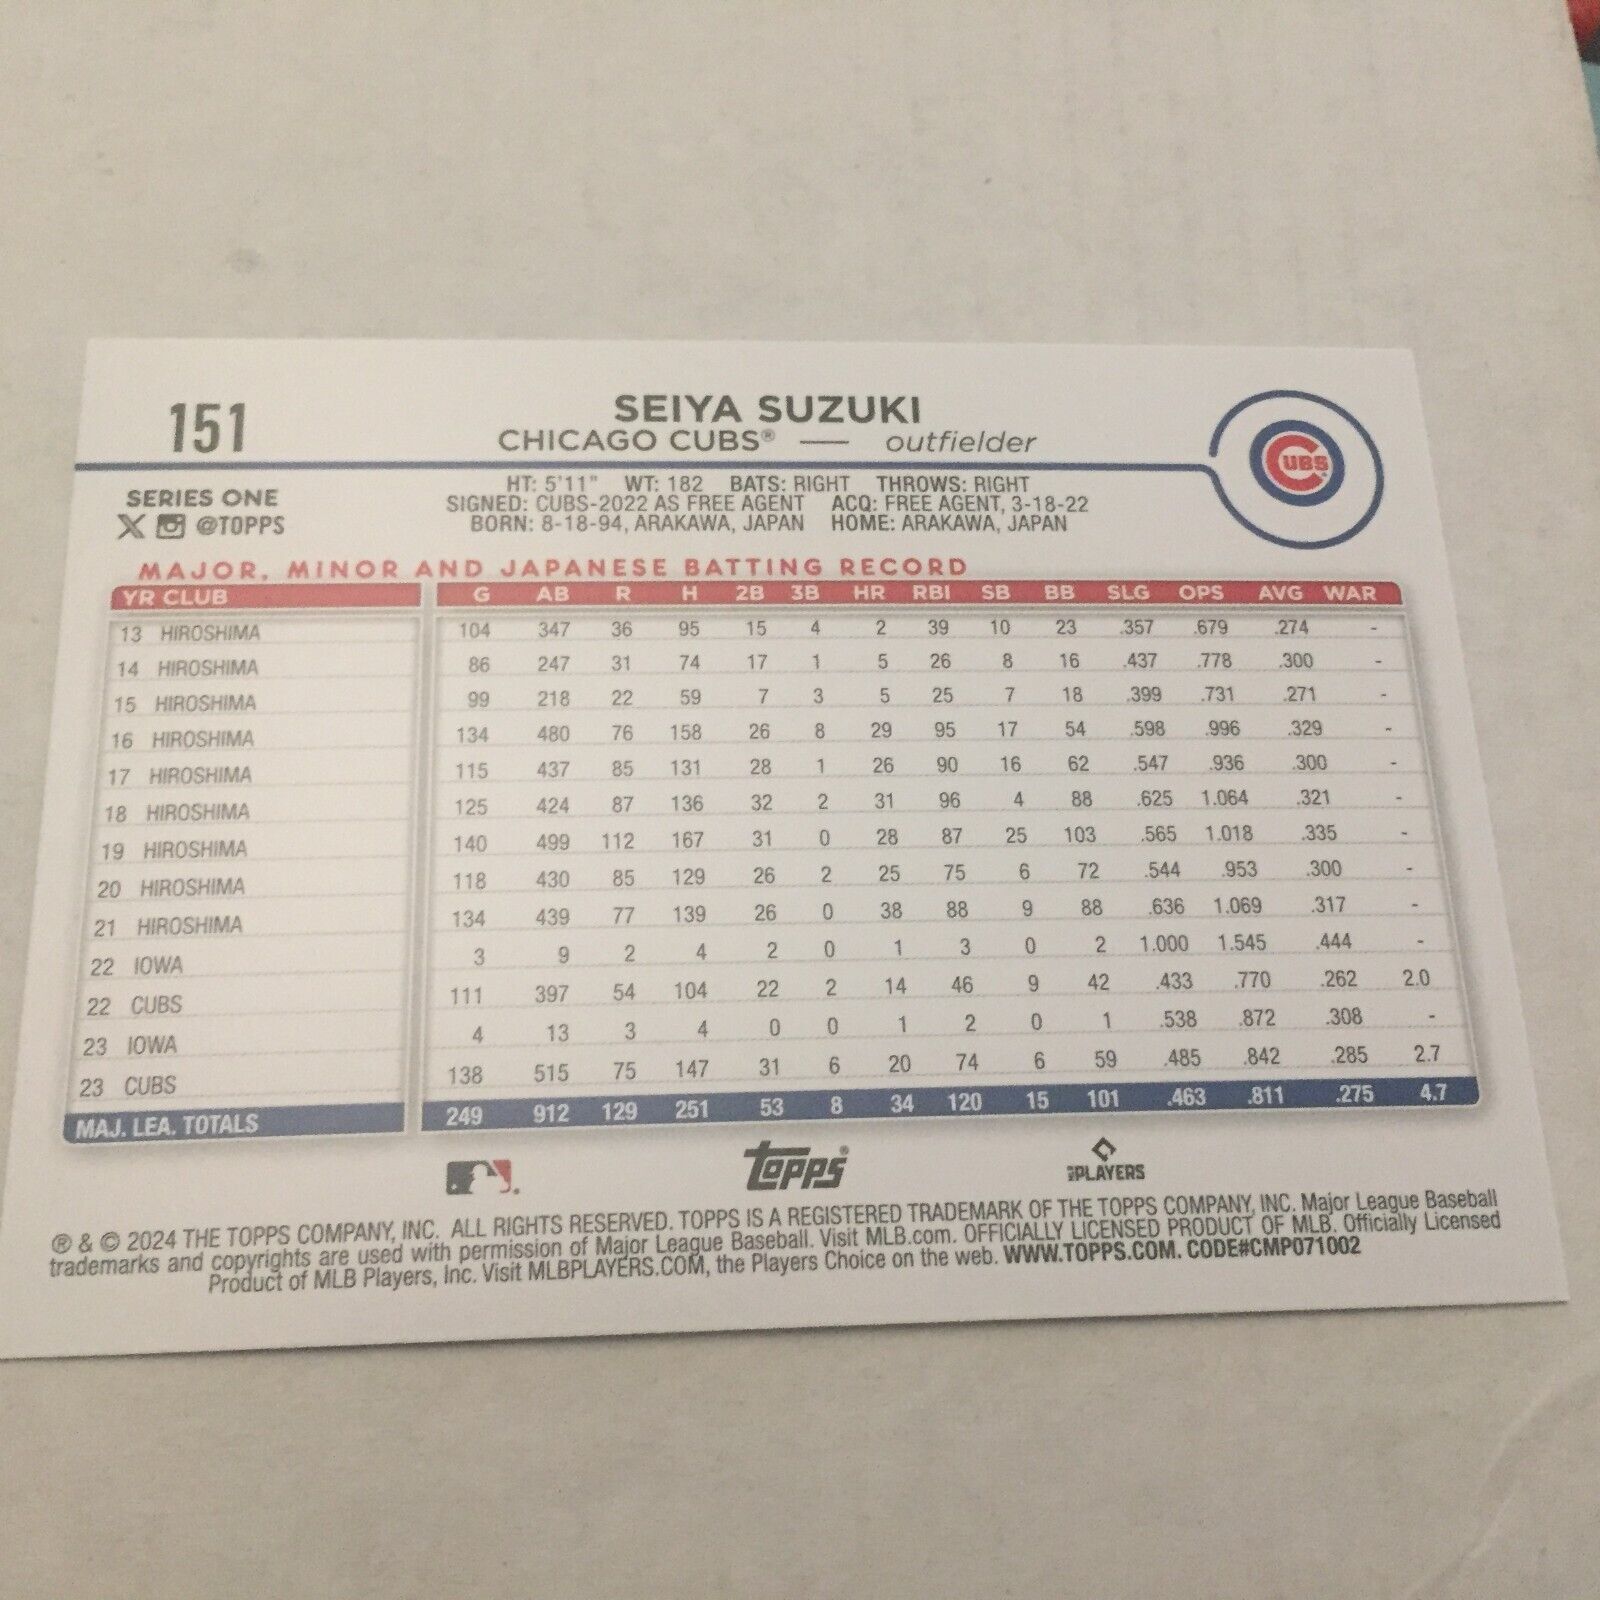 151
SEIYA SUZUKI
CHICAGO CUBS® — outfielder
CUBS
SERIES ONE
X @TOPPS
HT: 5'11" WT: 182 BATS: RIGHT THROWS: RIGHT
SIGNED: CUBS-2022 AS FREE AGENT ACQ: FREE AGENT, 3-18-22
BORN: 8-18-94, ARAKAWA, JAPAN HOME: ARAKAWA, JAPAN
MAJOR, MINOR AND JAPANESE BATTING RECORD
YR CLUB G AB R H 2B 3B HR RBI SB BB SLG OPS AVG WAR
13 HIROSHIMA 104 347 36 95 15 4 2 39 10 23 .357 .679 .274 -
14 HIROSHIMA 86 247 31 74 17 1 5 26 8 16 .437 .778 .300 -
15 HIROSHIMA 99 218 22 59 7 3 5 25 7 18 .399 .731 .271 -
16 HIROSHIMA 134 480 76 158 26 8 29 95 17 54 .598 .996 .329 -
17 HIROSHIMA 115 437 85 131 28 1 26 90 16 62 .547 .936 .300 -
18 HIROSHIMA 125 424 87 136 32 2 31 96 4 88 .625 1.064 .321 -
19 HIROSHIMA 140 499 112 167 31 0 28 87 25 103 .565 1.018 .335 -
20 HIROSHIMA 118 430 85 129 26 2 25 75 6 72 .544 .953 .300 -
21 HIROSHIMA 134 439 77 139 26 0 38 88 9 88 .636 1.069 .317 -
22 IOWA 3 9 2 4 2 0 1 3 0 2 1.000 1.545 .444 -
22 CUBS 111 397 54 104 22 2 14 46 9 42 .433 .770 .262 2.0
23 IOWA 4 13 3 4 0 0 1 2 0 1 .538 .872 .308 -
23 CUBS 138 515 75 147 31 6 20 74 6 59 .485 .842 .285 2.7
MAJ. LEA. TOTALS 249 912 129 251 53 8 34 120 15 101 .463 .811 .275 4.7
topps®
PLAYERS
® & © 2024 THE TOPPS COMPANY, INC. ALL RIGHTS RESERVED. TOPPS IS A REGISTERED TRADEMARK OF THE TOPPS COMPANY, INC. Major League Baseball
trademarks and copyrights are used with permission of Major League Baseball. Visit MLB.com. OFFICIALLY LICENSED PRODUCT OF MLB. Officially Licensed
Product of MLB Players, Inc. Visit MLBPLAYERS.COM, the Players Choice on the web. WWW.TOPPS.COM. CODE#CMP071002